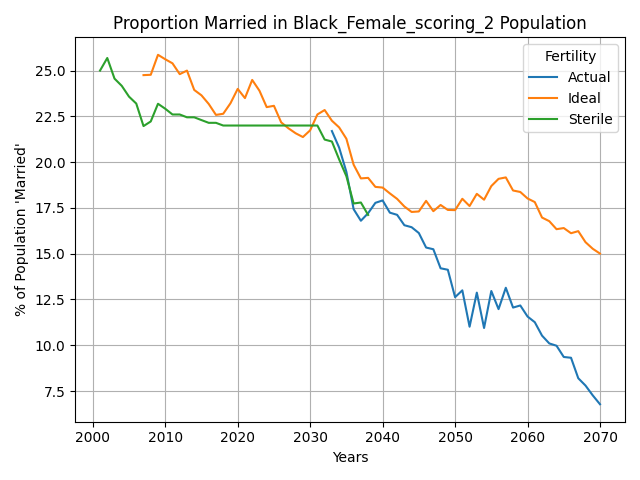 Proportion Married in Black_Female_scoring_2 Population
% of Population 'Married'
25.0
22.5
20.0
17.5
15.0
12.5
10.0
7.5
Fertility
Actual
Ideal
Sterile
2000 2010 2020 2030 2040 2050 2060 2070
Years